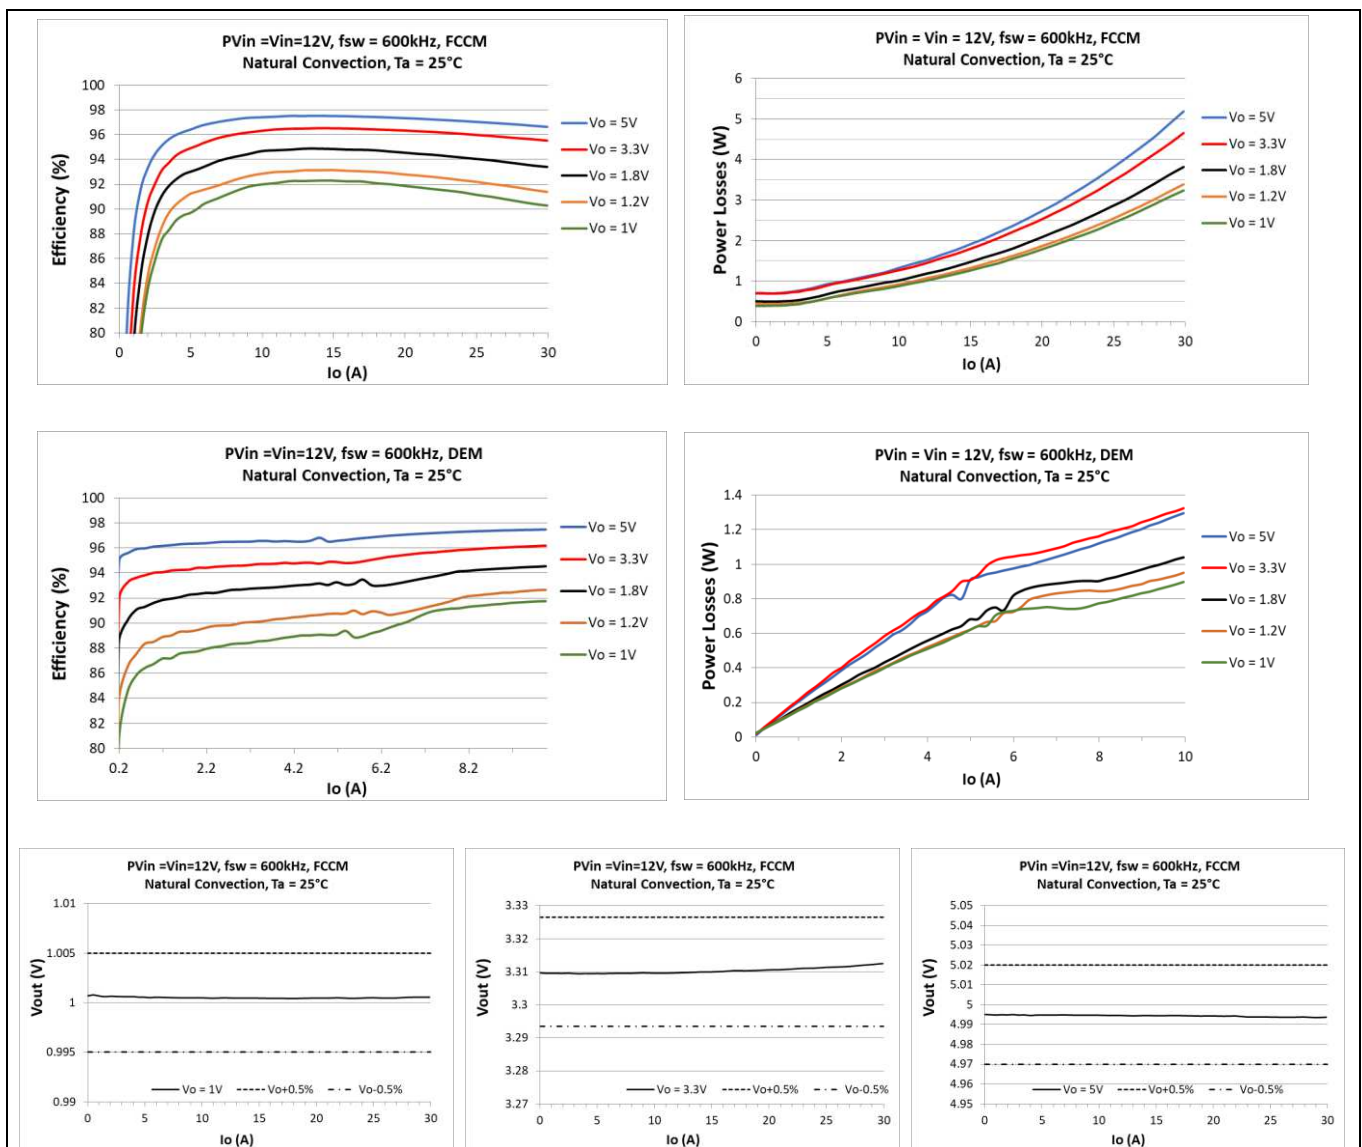 PVin =Vin=12V, fsw = 600kHz, FCCM
Natural Convection, Ta = 25°C
Efficiency (%)
100
98
96
94
92
90
88
86
84
82
80
0 5 10 15 20 25 30
Io (A)
Vo = 5V
Vo = 3.3V
Vo = 1.8V
Vo = 1.2V
Vo = 1V
PVin = Vin = 12V, fsw = 600kHz, FCCM
Natural Convection, Ta = 25°C
Power Losses (W)
6
5
4
3
2
1
0
0 5 10 15 20 25 30
Io (A)
Vo = 5V
Vo = 3.3V
Vo = 1.8V
Vo = 1.2V
Vo = 1V
PVin =Vin=12V, fsw = 600kHz, DEM
Natural Convection, Ta = 25°C
Efficiency (%)
100
98
96
94
92
90
88
86
84
82
80
0.2 2.2 4.2 6.2 8.2
Io (A)
Vo = 5V
Vo = 3.3V
Vo = 1.8V
Vo = 1.2V
Vo = 1V
PVin = Vin = 12V, fsw = 600kHz, DEM
Natural Convection, Ta = 25°C
Power Losses (W)
1.4
1.2
1
0.8
0.6
0.4
0.2
0
0 2 4 6 8 10
Io (A)
Vo = 5V
Vo = 3.3V
Vo = 1.8V
Vo = 1.2V
Vo = 1V
PVin =Vin=12V, fsw = 600kHz, FCCM
Natural Convection, Ta = 25°C
Vout (V)
1.01
1.005
1
0.995
0.99
Vo = 1V Vo+0.5% Vo-0.5%
0 5 10 15 20 25 30
Io (A)
PVin =Vin=12V, fsw = 600kHz, FCCM
Natural Convection, Ta = 25°C
Vout (V)
3.33
3.32
3.31
3.3
3.29
3.28
3.27
Vo = 3.3V Vo+0.5% Vo-0.5%
0 5 10 15 20 25 30
Io (A)
PVin =Vin=12V, fsw = 600kHz, FCCM
Natural Convection, Ta = 25°C
Vout (V)
5.05
5.04
5.03
5.02
5.01
5
4.99
4.98
4.97
4.96
4.95
Vo = 5V Vo+0.5% Vo-0.5%
0 5 10 15 20 25 30
Io (A)